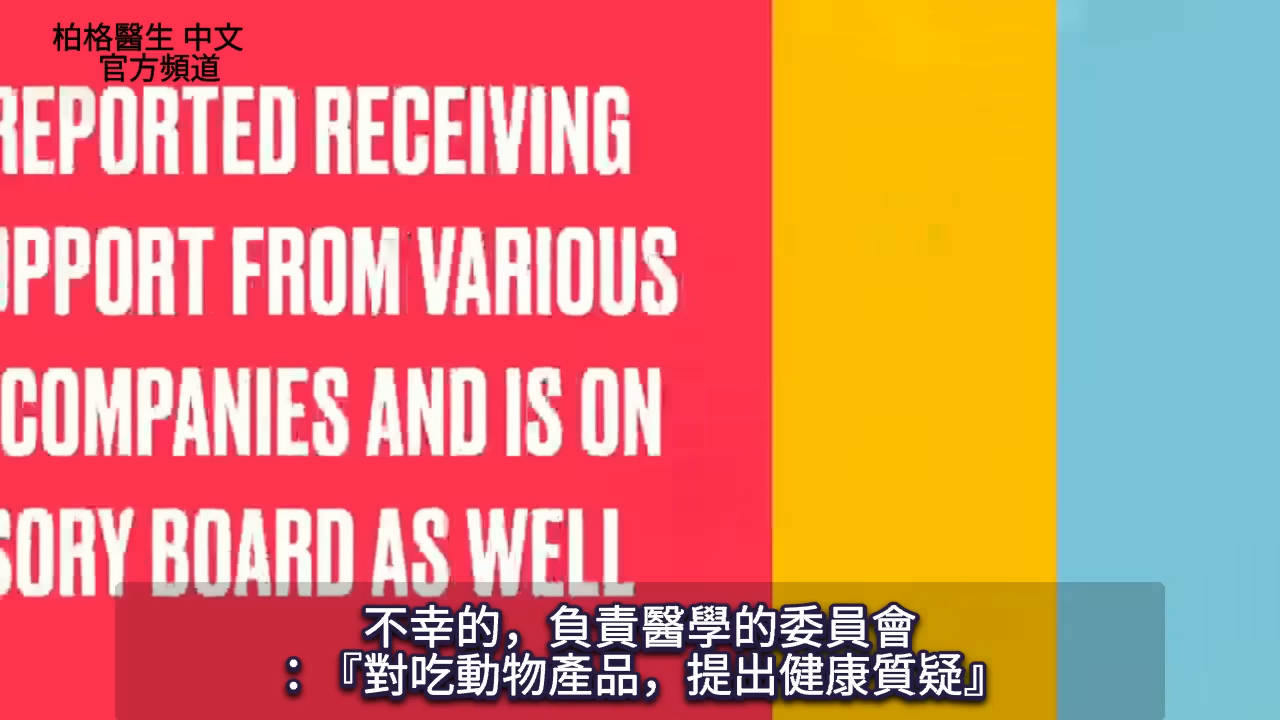 柏格醫生 中文
官方頻道
REPORTED RECEIVING
SUPPORT FROM VARIOUS
COMPANIES AND IS ON
BOARD AS WELL
不幸的，負責醫學的委員會
：『對吃動物產品，提出健康質疑』